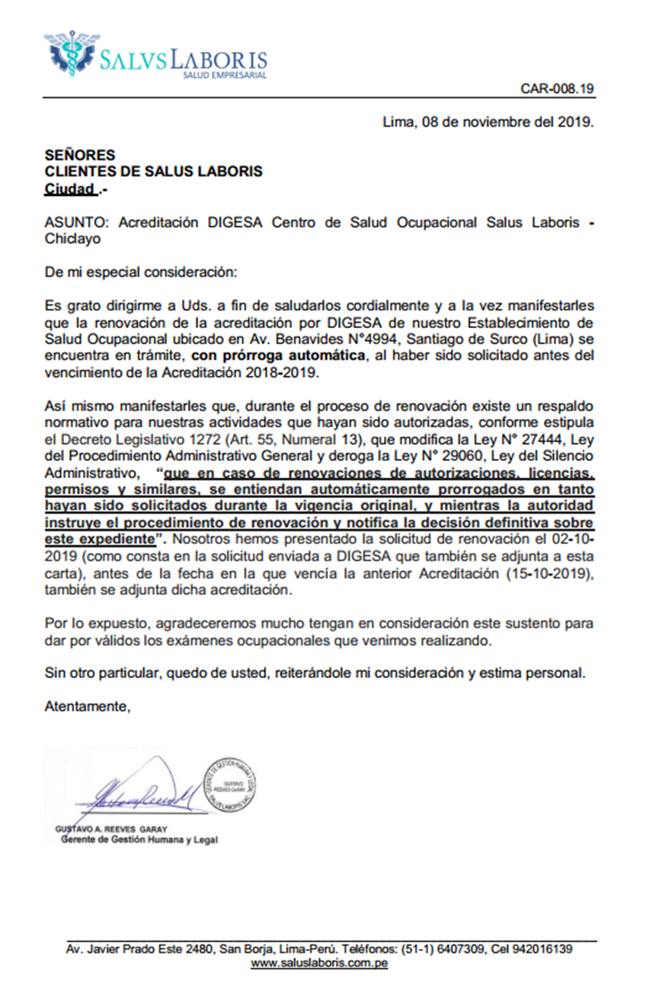 SALVS LABORIS
SALUD EMPRESARIAL
CAR-008.19
Lima, 08 de noviembre del 2019.
SEÑORES
CLIENTES DE SALUS LABORIS
Ciudad .-
ASUNTO: Acreditación DIGESA Centro de Salud Ocupacional Salus Laboris -
Chiclayo
De mi especial consideración:
Es grato dirigirme a Uds. a fin de saludarlos cordialmente y a la vez manifestarles
que la renovación de la acreditación por DIGESA de nuestro Establecimiento de
Salud Ocupacional ubicado en Av. Benavides N°4994, Santiago de Surco (Lima) se
encuentra en trámite, con prórroga automática, al haber sido solicitado antes del
vencimiento de la Acreditación 2018-2019.
Así mismo manifestarles que, durante el proceso de renovación existe un respaldo
normativo para nuestras actividades que hayan sido autorizadas, conforme estipula
el Decreto Legislativo 1272 (Art. 55, Numeral 13), que modifica la Ley N° 27444, Ley
del Procedimiento Administrativo General y deroga la Ley N° 29060, Ley del Silencio
Administrativo, “que en caso de renovaciones de autorizaciones, licencias,
permisos y similares, se entiendan automáticamente prorrogados en tanto
hayan sido solicitados durante la vigencia original, y mientras la autoridad
instruye el procedimiento de renovación y notifica la decisión definitiva sobre
este expediente”. Nosotros hemos presentado la solicitud de renovación el 02-10-
2019 (como consta en la solicitud enviada a DIGESA que también se adjunta a esta
carta), antes de la fecha en la que vencía la anterior Acreditación (15-10-2019),
también se adjunta dicha acreditación.
Por lo expuesto, agradeceremos mucho tengan en consideración este sustento para
dar por válidos los exámenes ocupacionales que venimos realizando.
Sin otro particular, quedo de usted, reiterándole mi consideración y estima personal.
Atentamente,
GERENTE DE GESTIÓN HUMANA Y LEGAL
GUSTAVO
REEVES GARAY
SALUS LABORIS SAC
GUSTAVO A. REEVES GARAY
Gerente de Gestión Humana y Legal
Av. Javier Prado Este 2480, San Borja, Lima-Perú. Teléfonos: (51-1) 6407309, Cel 942016139
www.saluslaboris.com.pe